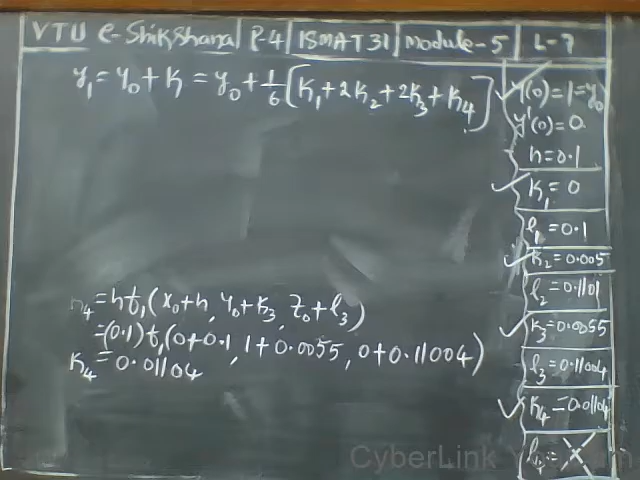 VTU e-Shikshana P-4 18MAT31 Module-5 L-7
y₁ = y₀ + K = y₀ + 1/6 [K₁ + 2K₂ + 2K₃ + K₄]
K₄ = hf₁(x₀+h, y₀+K₃, z₀+l₃)
= (0.1) f₁(0+0.1, 1+0.0055, 0+0.11004)
K₄ = 0.01104
y(0) = 1 = y₀
y'(0) = 0
h = 0.1
K₁ = 0
l₁ = 0.1
K₂ = 0.005
l₂ = 0.1101
K₃ = 0.0055
l₃ = 0.11004
K₄ = 0.01104
l₄ = X
CyberLink